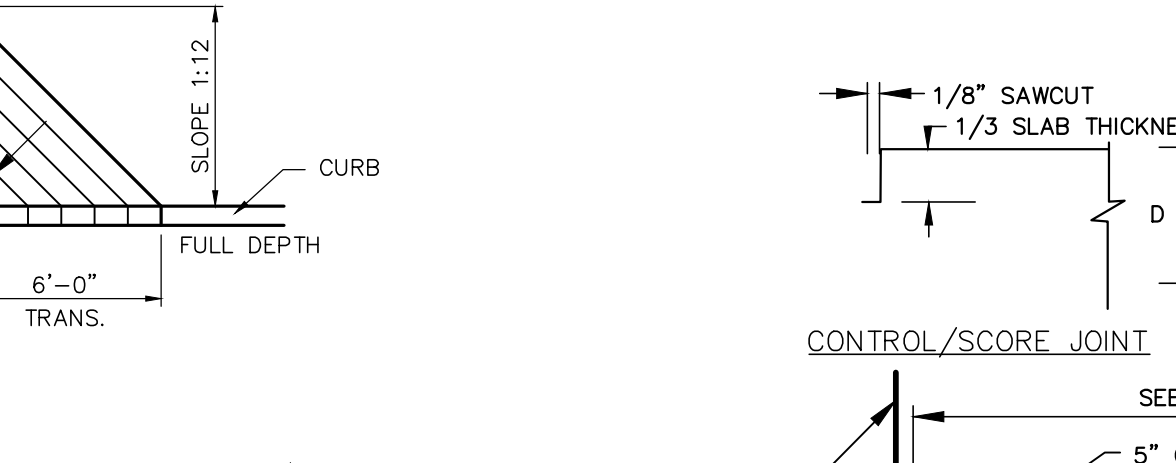 SLOPE 1:12
CURB
FULL DEPTH
6'-0"
TRANS.
1/8" SAWCUT
1/3 SLAB THICKNE
D
CONTROL/SCORE JOINT
SEE
5"